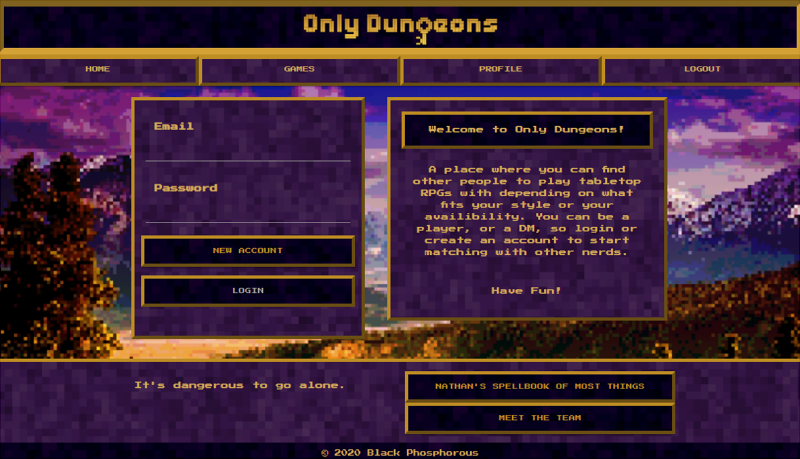 Only Dungeons
HOME GAMES PROFILE LOGOUT
Email
Password
NEW ACCOUNT
LOGIN
Welcome to Only Dungeons!
A place where you can find
other people to play tabletop
RPGs with depending on what
fits your style or your
availibility. You can be a
player, or a DM, so login or
create an account to start
matching with other nerds.
Have Fun!
It's dangerous to go alone.
NATHAN'S SPELLBOOK OF MOST THINGS
MEET THE TEAM
© 2020 Black Phosphorous